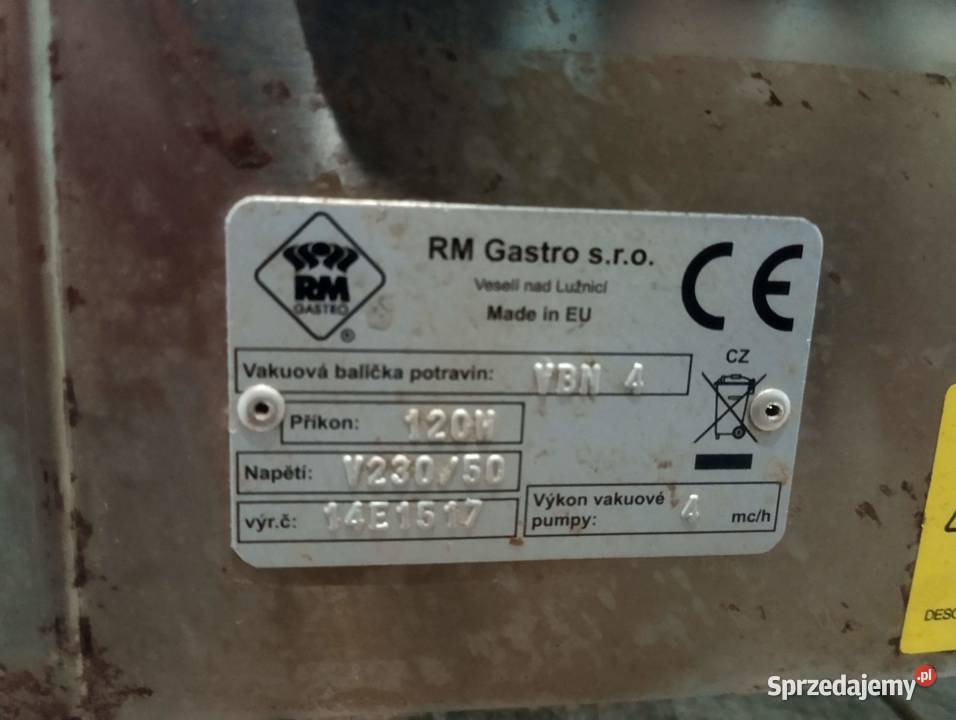 RM
GASTRO
®
RM Gastro s.r.o.
Veselí nad Lužnicí
Made in EU
CE
Vakuová balička potravin: VBN 4
CZ
Příkon: 120W
Napětí: V230/50
výr.č: 14E1517
Výkon vakuové
pumpy: 4 mc/h
DESC
Sprzedajemy.pl